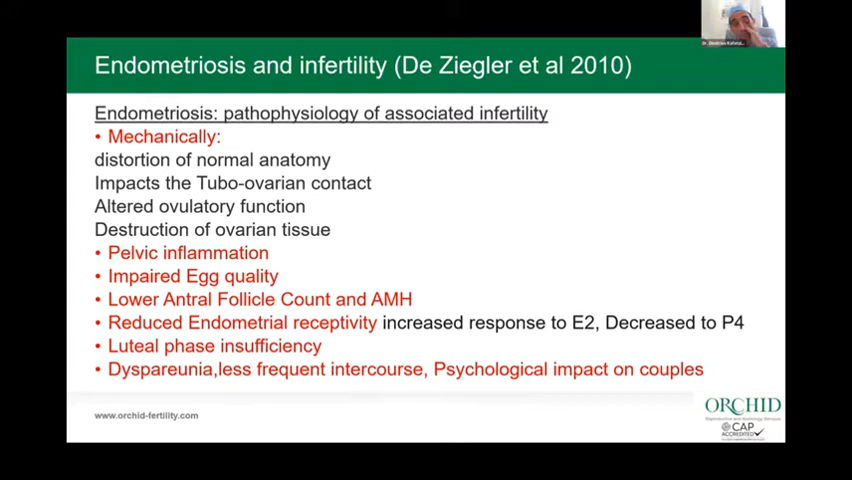 Endometriosis and infertility (De Ziegler et al 2010)
Endometriosis: pathophysiology of associated infertility
• Mechanically:
distortion of normal anatomy
Impacts the Tubo-ovarian contact
Altered ovulatory function
Destruction of ovarian tissue
• Pelvic inflammation
• Impaired Egg quality
• Lower Antral Follicle Count and AMH
• Reduced Endometrial receptivity increased response to E2, Decreased to P4
• Luteal phase insufficiency
• Dyspareunia,less frequent intercourse, Psychological impact on couples
www.orchid-fertility.com
ORCHID
CAP
ACCREDITED